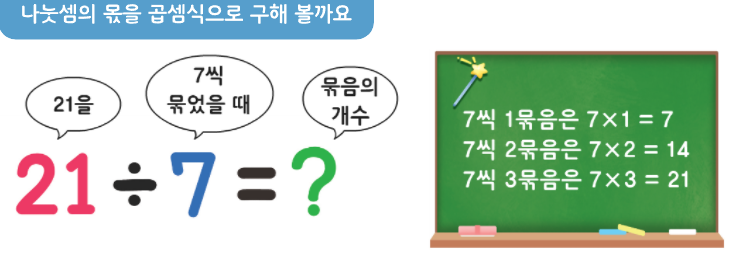 나눗셈의 몫을 곱셈식으로 구해 볼까요
21을
7씩
묶었을 때
묶음의
개수
21 ÷ 7 = ?
7씩 1묶음은 7×1 = 7
7씩 2묶음은 7×2 = 14
7씩 3묶음은 7×3 = 21